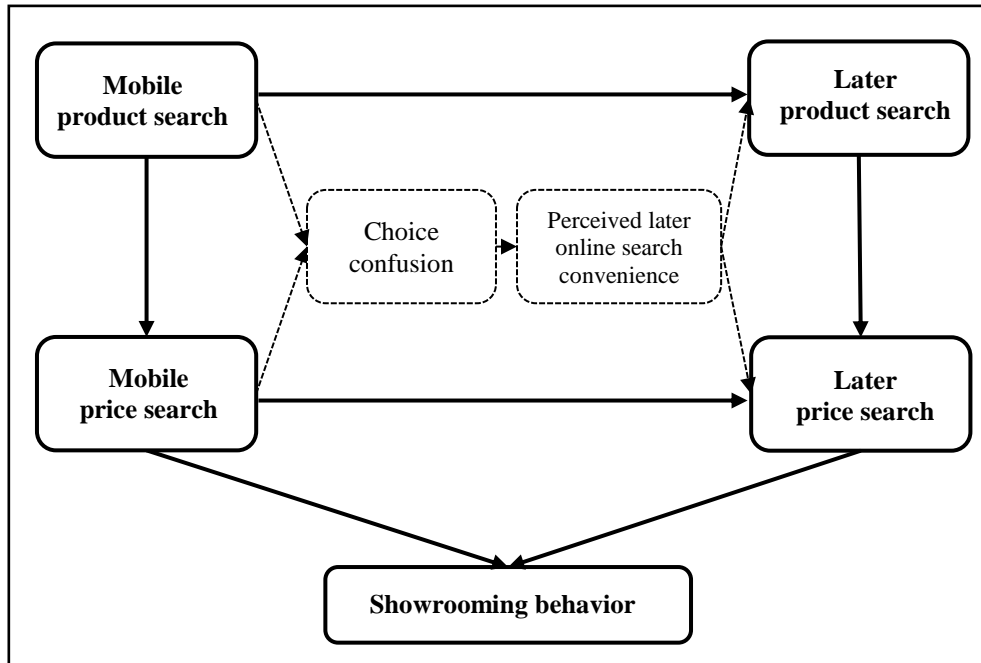 Mobile
product search
Later
product search
Choice
confusion
Perceived later
online search
convenience
Mobile
price search
Later
price search
Showrooming behavior